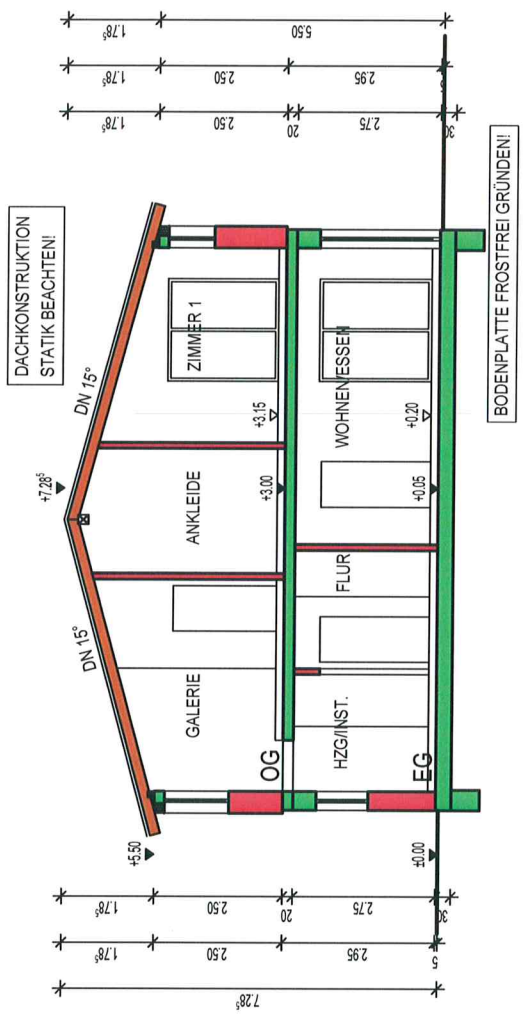 DACHKONSTRUKTION
STATIK BEACHTEN!
+7.28⁵
DN 15°
DN 15°
+5.50
GALERIE
ANKLEIDE
ZIMMER 1
+3.15
+3.00
OG
HZG/INST.
FLUR
WOHNEN/ESSEN
+0.20
+0.05
EG
±0.00
BODENPLATTE FROSTFREI GRÜNDEN!
7.28⁵
1.78⁵
2.50
2.95
5
1.78⁵
2.50
20
2.75
30
1.78⁵
2.50
20
2.75
30
1.78⁵
2.50
2.95
5
1.78⁵
5.50